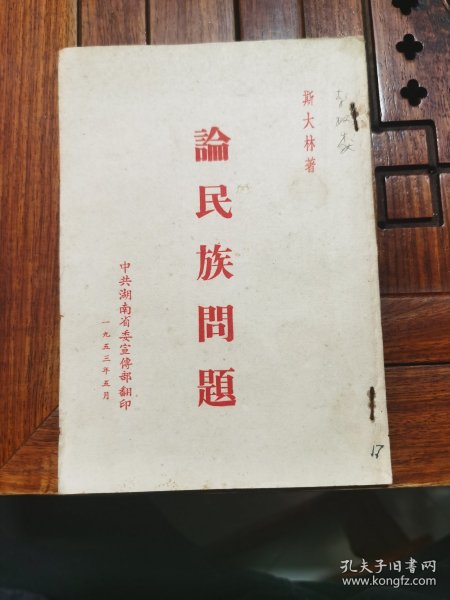 斯大林著
論民族問題
中共湖南省委宣傳部翻印
一九五三年五月
孔夫子旧书网
www.kongfz.com